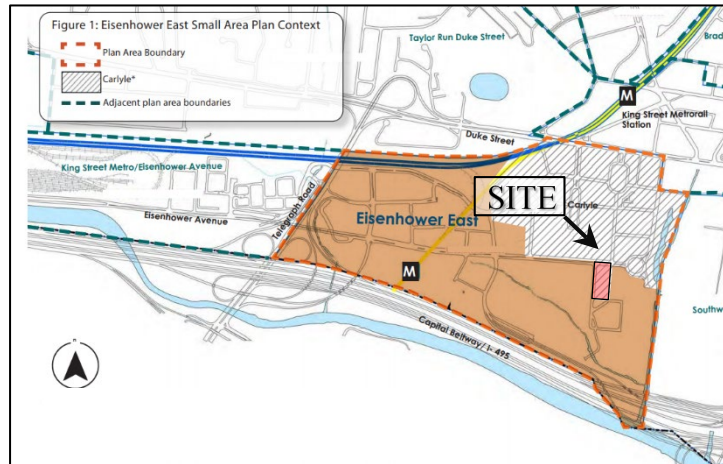 Figure 1: Eisenhower East Small Area Plan Context
Plan Area Boundary
Carlyle*
Adjacent plan area boundaries
Taylor Run Duke Street
Brad
M
King Street Metrorail
Station
Duke Street
King Street Metro/Eisenhower Avenue
Telegraph Road
SITE
Carlyle
Eisenhower Avenue
Eisenhower East
M
Southw
Capital Beltway/ I- 495